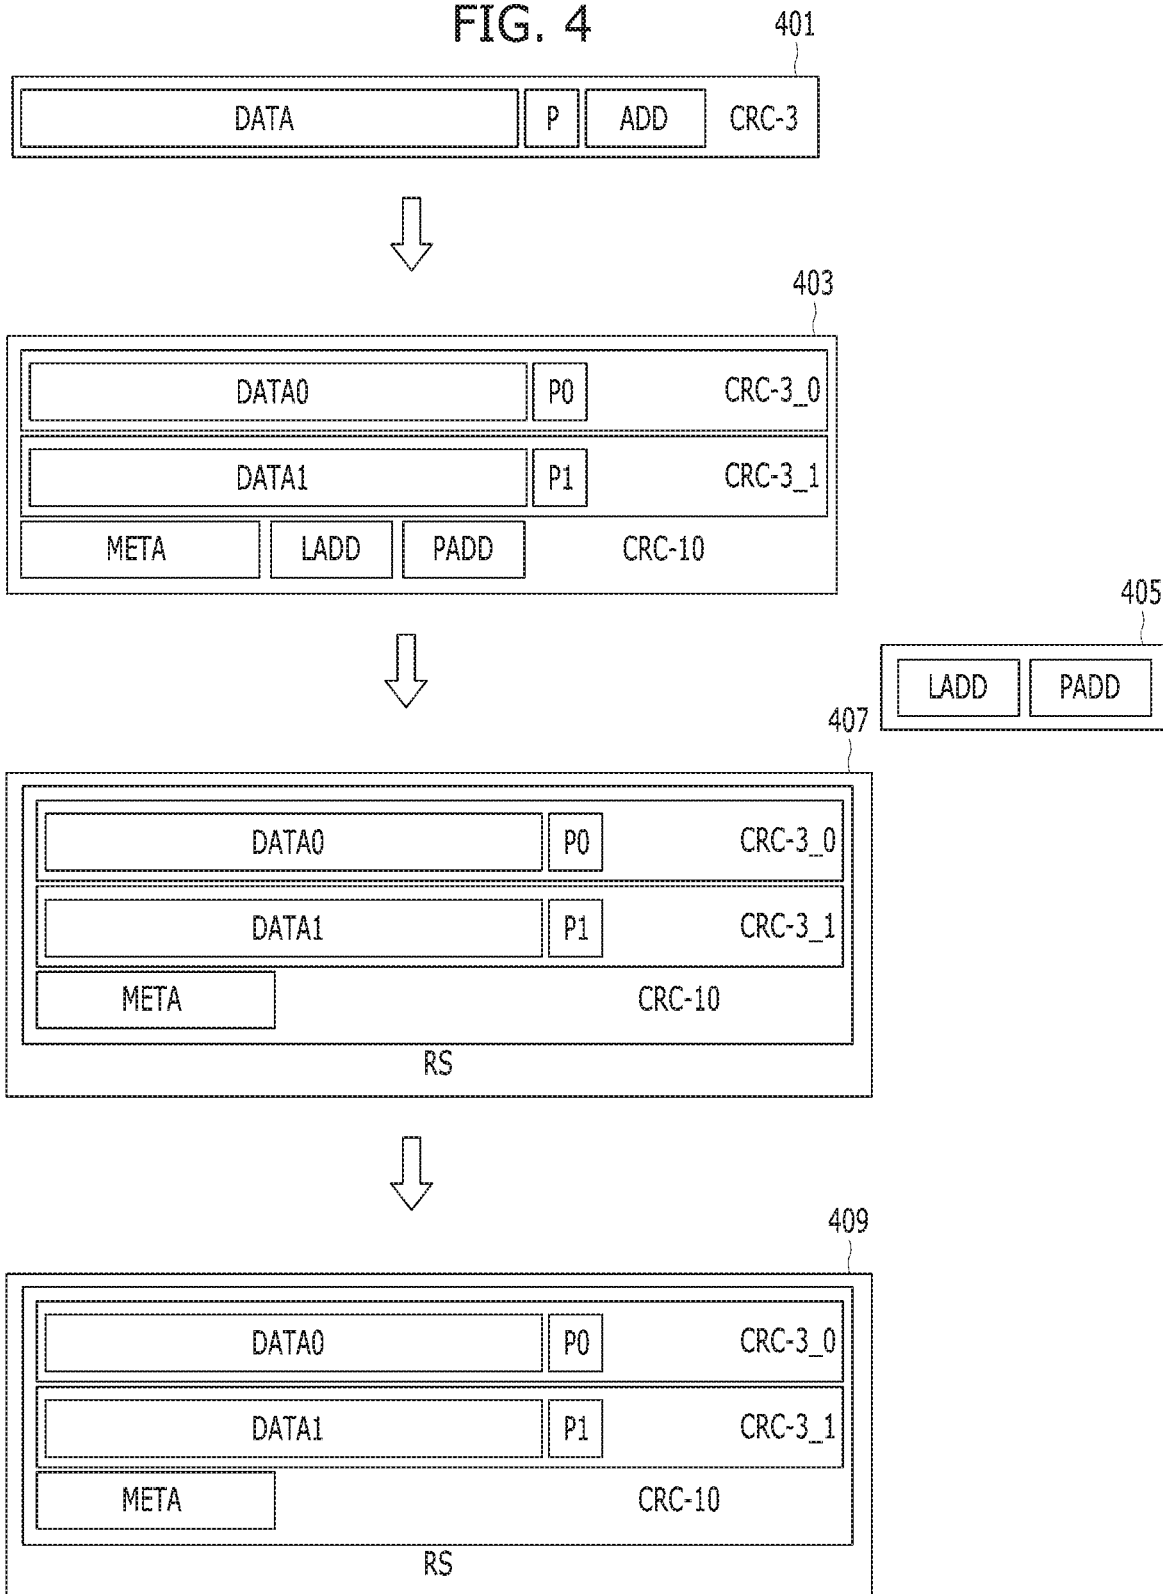 FIG. 4
401
DATA P ADD CRC-3
403
DATA0 P0 CRC-3_0
DATA1 P1 CRC-3_1
META LADD PADD CRC-10
405
LADD PADD
407
DATA0 P0 CRC-3_0
DATA1 P1 CRC-3_1
META CRC-10
RS
409
DATA0 P0 CRC-3_0
DATA1 P1 CRC-3_1
META CRC-10
RS